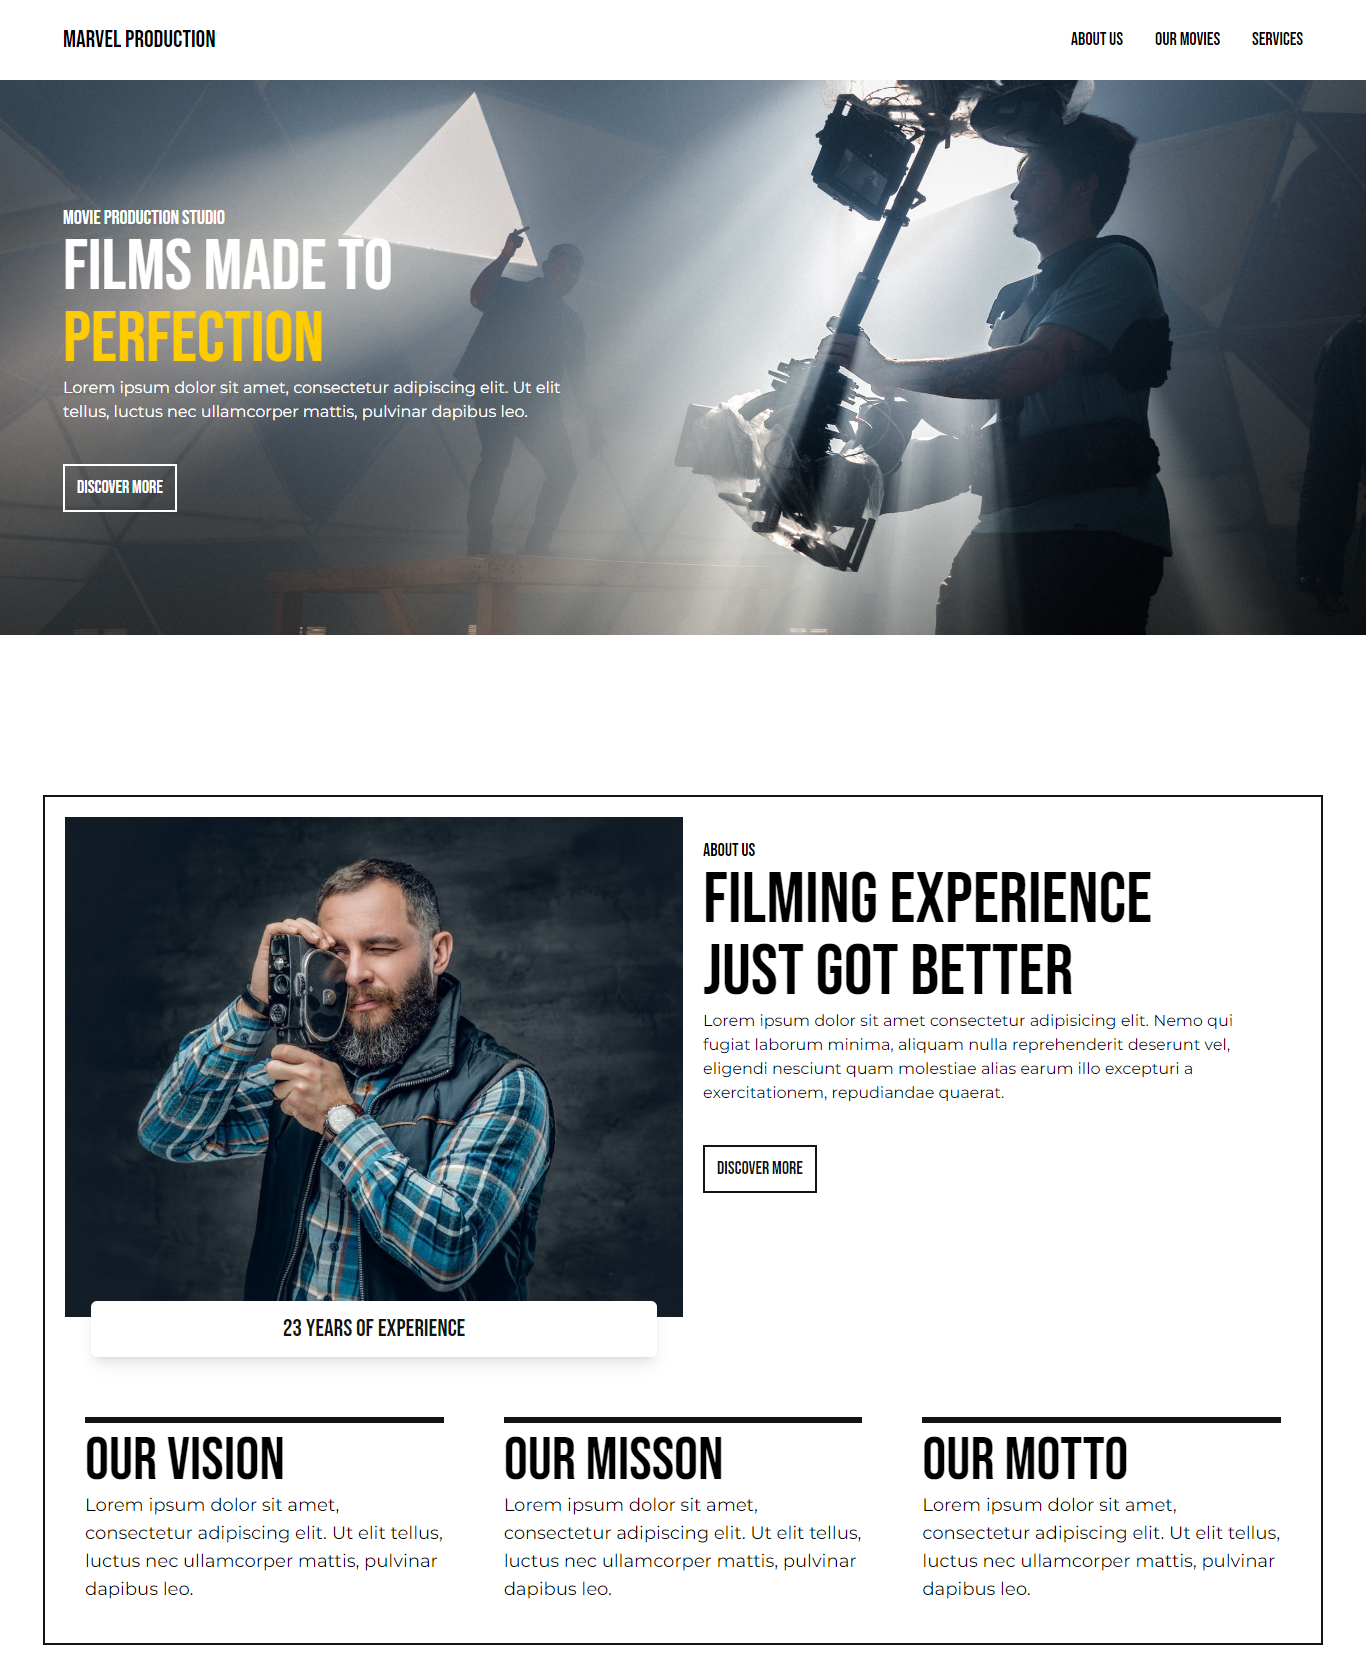 MARVEL PRODUCTION
ABOUT US
OUR MOVIES
SERVICES
MOVIE PRODUCTION STUDIO
FILMS MADE TO
PERFECTION
Lorem ipsum dolor sit amet, consectetur adipiscing elit. Ut elit
tellus, luctus nec ullamcorper mattis, pulvinar dapibus leo.
DISCOVER MORE
ABOUT US
FILMING EXPERIENCE
JUST GOT BETTER
Lorem ipsum dolor sit amet consectetur adipisicing elit. Nemo qui
fugiat laborum minima, aliquam nulla reprehenderit deserunt vel,
eligendi nesciunt quam molestiae alias earum illo excepturi a
exercitationem, repudiandae quaerat.
DISCOVER MORE
23 YEARS OF EXPERIENCE
OUR VISION
Lorem ipsum dolor sit amet,
consectetur adipiscing elit. Ut elit tellus,
luctus nec ullamcorper mattis, pulvinar
dapibus leo.
OUR MISSON
Lorem ipsum dolor sit amet,
consectetur adipiscing elit. Ut elit tellus,
luctus nec ullamcorper mattis, pulvinar
dapibus leo.
OUR MOTTO
Lorem ipsum dolor sit amet,
consectetur adipiscing elit. Ut elit tellus,
luctus nec ullamcorper mattis, pulvinar
dapibus leo.